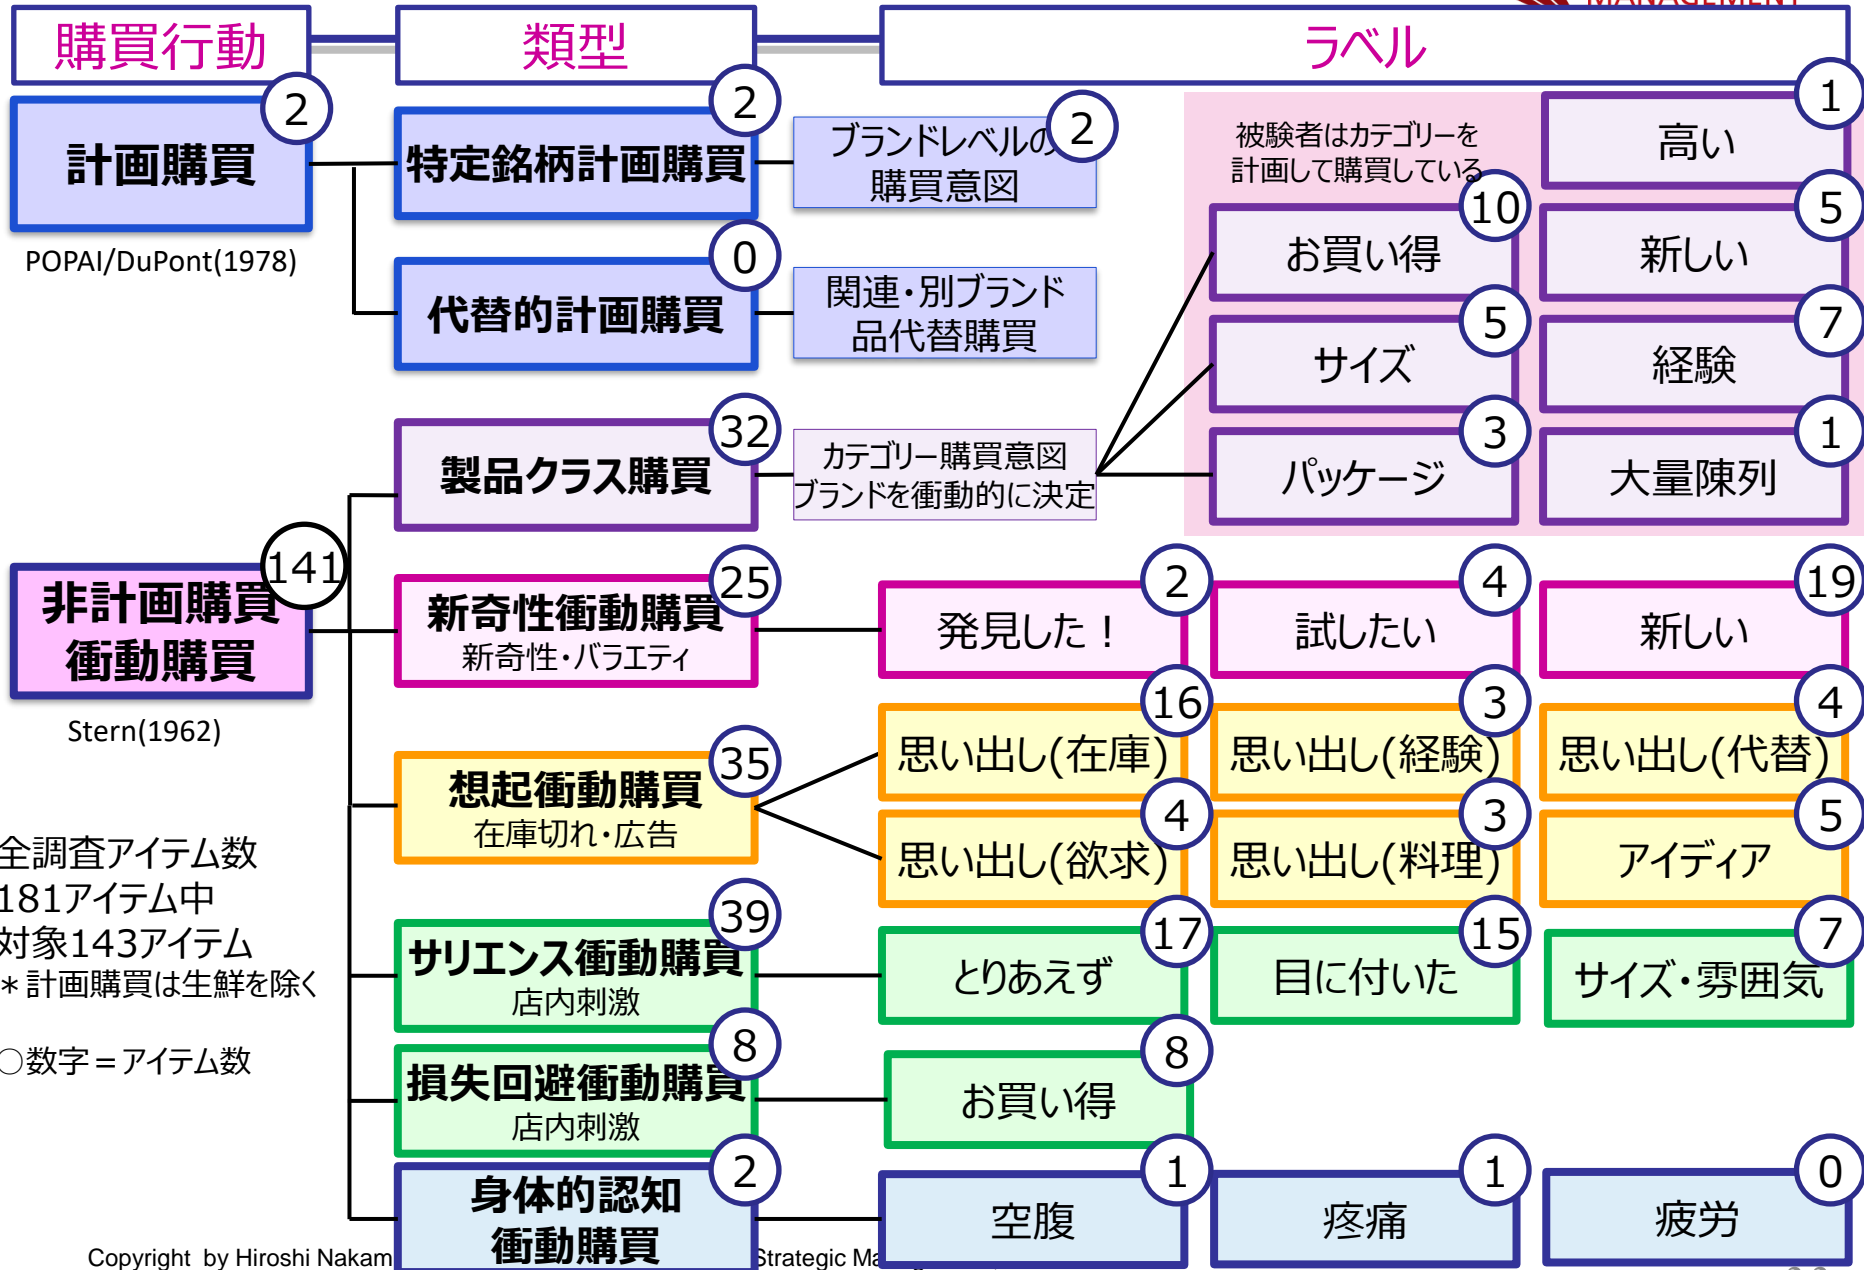 MANAGEMENT
購買行動
類型
ラベル
計画購買
2
POPAI/DuPont(1978)
特定銘柄計画購買
2
ブランドレベルの
購買意図
2
代替的計画購買
0
関連・別ブランド
品代替購買
被験者はカテゴリーを
計画して購買している
高い
1
お買い得
10
新しい
5
サイズ
5
経験
7
パッケージ
3
大量陳列
1
製品クラス購買
32
カテゴリー購買意図
ブランドを衝動的に決定
非計画購買
衝動購買
141
Stern(1962)
新奇性衝動購買
新奇性・バラエティ
25
発見した！
2
試したい
4
新しい
19
想起衝動購買
在庫切れ・広告
35
思い出し(在庫)
16
思い出し(経験)
3
思い出し(代替)
4
思い出し(欲求)
4
思い出し(料理)
3
アイディア
5
サリエンス衝動購買
店内刺激
39
とりあえず
17
目に付いた
15
サイズ・雰囲気
7
損失回避衝動購買
店内刺激
8
お買い得
8
身体的認知
衝動購買
2
空腹
1
疼痛
1
疲労
0
全調査アイテム数
181アイテム中
対象143アイテム
＊計画購買は生鮮を除く
○数字＝アイテム数
Copyright by Hiroshi Nakam
Strategic Ma